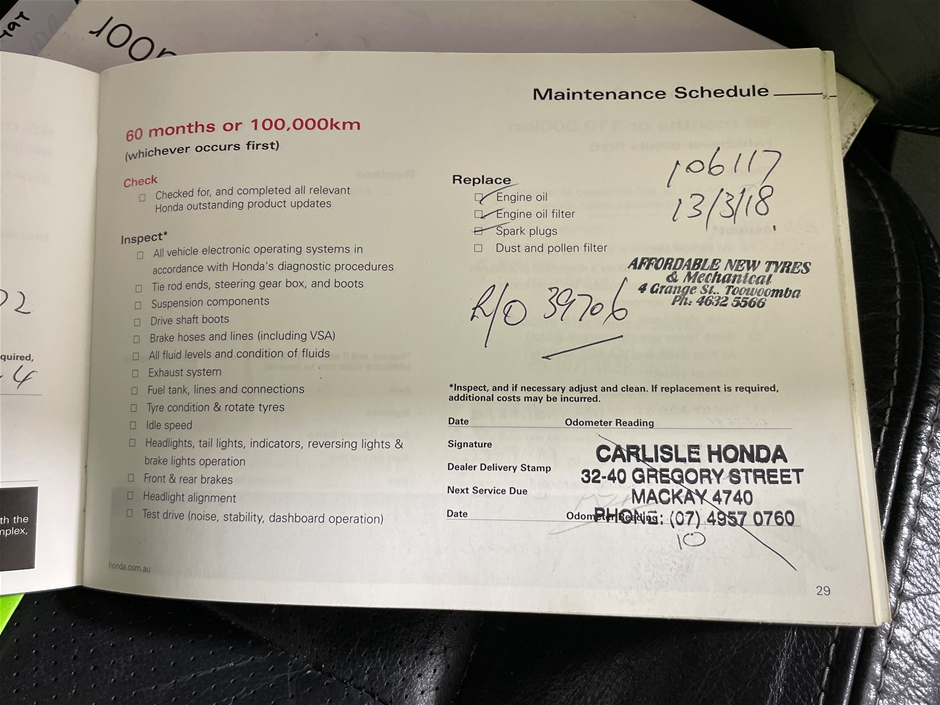 Maintenance Schedule
60 months or 100,000km
(whichever occurs first)
Check
Checked for, and completed all relevant
Honda outstanding product updates
Inspect*
All vehicle electronic operating systems in
accordance with Honda's diagnostic procedures
Tie rod ends, steering gear box, and boots
Suspension components
Drive shaft boots
Brake hoses and lines (including VSA)
All fluid levels and condition of fluids
Exhaust system
Fuel tank, lines and connections
Tyre condition & rotate tyres
Idle speed
Headlights, tail lights, indicators, reversing lights &
brake lights operation
Front & rear brakes
Headlight alignment
Test drive (noise, stability, dashboard operation)
honda.com.au
Replace
Engine oil
Engine oil filter
Spark plugs
Dust and pollen filter
106117
13/3/18.
AFFORDABLE NEW TYRES
& Mechanical
4 Grange St., Toowoomba
Ph: 4632 5566
R/O 39706
*Inspect, and if necessary adjust and clean. If replacement is required,
additional costs may be incurred.
Date Odometer Reading
Signature
Dealer Delivery Stamp
Next Service Due
Date Odometer Reading
CARLISLE HONDA
32-40 GREGORY STREET
MACKAY 4740
PHONE: (07) 4957 0760
10
29
quired,
th the
mplex,